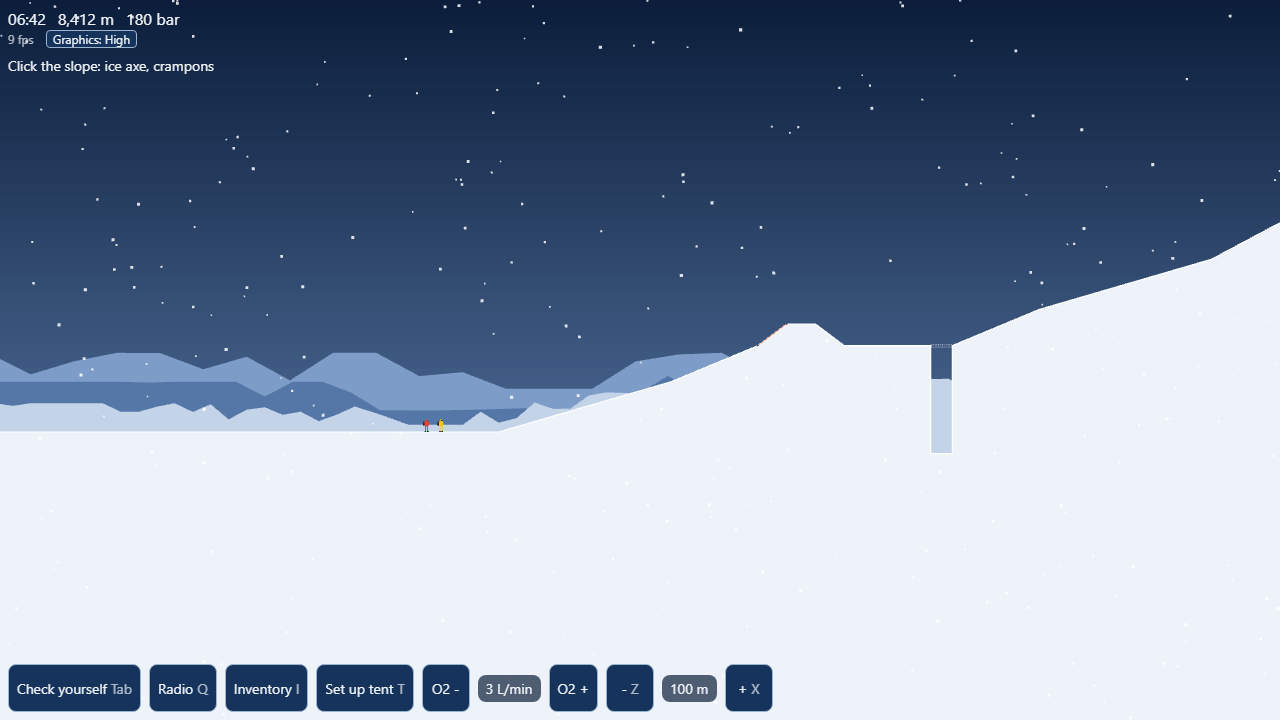 06:42 8,412 m 180 bar
9 fps Graphics: High
Click the slope: ice axe, crampons
Check yourself Tab Radio Q Inventory I Set up tent T O2 - 3 L/min O2 + - Z 100 m + X